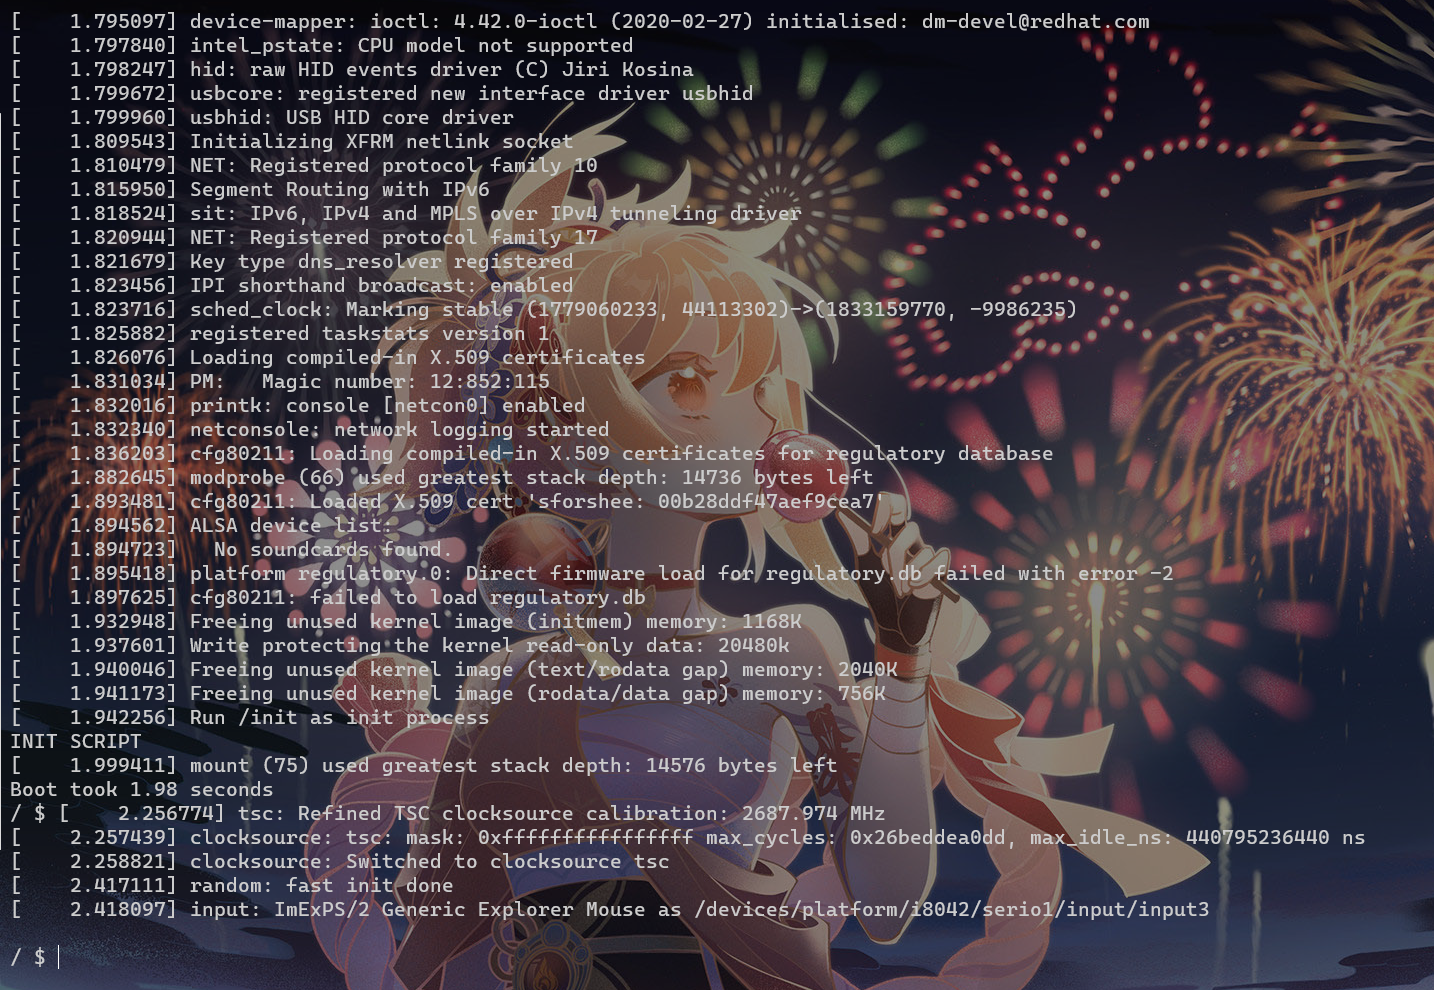 [    1.795097] device-mapper: ioctl: 4.42.0-ioctl (2020-02-27) initialised: dm-devel@redhat.com
[    1.797840] intel_pstate: CPU model not supported
[    1.798247] hid: raw HID events driver (C) Jiri Kosina
[    1.799672] usbcore: registered new interface driver usbhid
[    1.799960] usbhid: USB HID core driver
[    1.809543] Initializing XFRM netlink socket
[    1.810479] NET: Registered protocol family 10
[    1.815950] Segment Routing with IPv6
[    1.818524] sit: IPv6, IPv4 and MPLS over IPv4 tunneling driver
[    1.820944] NET: Registered protocol family 17
[    1.821679] Key type dns_resolver registered
[    1.823456] IPI shorthand broadcast: enabled
[    1.823716] sched_clock: Marking stable (1779060233, 44113302)->(1833159770, -9986235)
[    1.825882] registered taskstats version 1
[    1.826076] Loading compiled-in X.509 certificates
[    1.831034] PM:   Magic number: 12:852:115
[    1.832016] printk: console [netcon0] enabled
[    1.832340] netconsole: network logging started
[    1.836203] cfg80211: Loading compiled-in X.509 certificates for regulatory database
[    1.882645] modprobe (66) used greatest stack depth: 14736 bytes left
[    1.893481] cfg80211: Loaded X.509 cert 'sforshee: 00b28ddf47aef9cea7'
[    1.894562] ALSA device list:
[    1.894723]   No soundcards found.
[    1.895418] platform regulatory.0: Direct firmware load for regulatory.db failed with error -2
[    1.897625] cfg80211: failed to load regulatory.db
[    1.932948] Freeing unused kernel image (initmem) memory: 1168K
[    1.937601] Write protecting the kernel read-only data: 20480k
[    1.940046] Freeing unused kernel image (text/rodata gap) memory: 2040K
[    1.941173] Freeing unused kernel image (rodata/data gap) memory: 756K
[    1.942256] Run /init as init process
INIT SCRIPT
[    1.999411] mount (75) used greatest stack depth: 14576 bytes left
Boot took 1.98 seconds
/ $ [    2.256774] tsc: Refined TSC clocksource calibration: 2687.974 MHz
[    2.257439] clocksource: tsc: mask: 0xffffffffffffffff max_cycles: 0x26beddea0dd, max_idle_ns: 440795236440 ns
[    2.258821] clocksource: Switched to clocksource tsc
[    2.417111] random: fast init done
[    2.418097] input: ImExPS/2 Generic Explorer Mouse as /devices/platform/i8042/serio1/input/input3
/ $